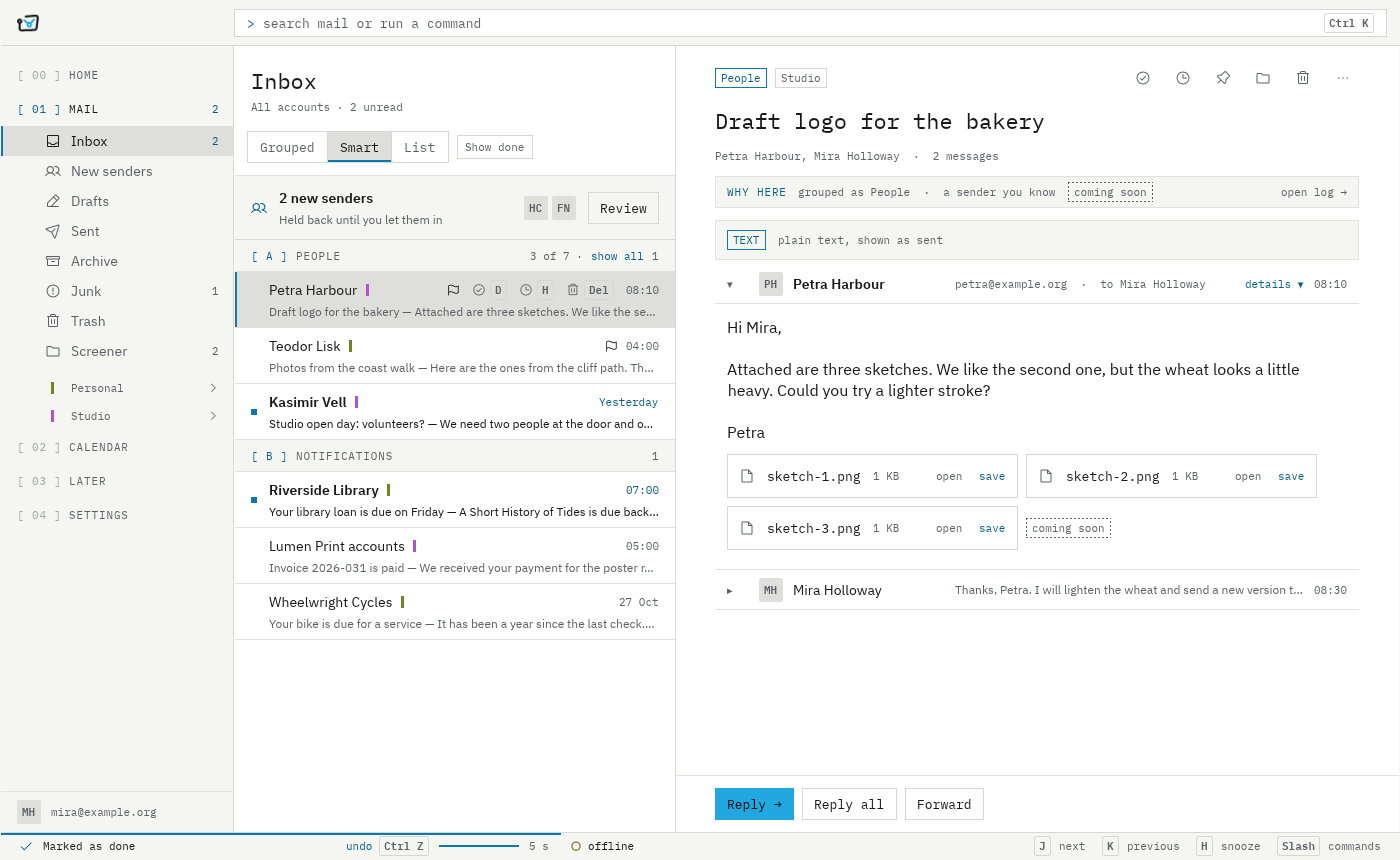 > search mail or run a command Ctrl K
[ 00 ] HOME
[ 01 ] MAIL 2
Inbox 2
New senders
Drafts
Sent
Archive
Junk 1
Trash
Screener 2
Personal
Studio
[ 02 ] CALENDAR
[ 03 ] LATER
[ 04 ] SETTINGS
MH mira@example.org
Inbox
All accounts · 2 unread
Grouped Smart List Show done
2 new senders
Held back until you let them in
HC FN Review
[ A ] PEOPLE 3 of 7 · show all 1
Petra Harbour D H Del 08:10
Draft logo for the bakery — Attached are three sketches. We like the se…
Teodor Lisk 04:00
Photos from the coast walk — Here are the ones from the cliff path. Th…
Kasimir Vell Yesterday
Studio open day: volunteers? — We need two people at the door and o…
[ B ] NOTIFICATIONS 1
Riverside Library 07:00
Your library loan is due on Friday — A Short History of Tides is due back…
Lumen Print accounts 05:00
Invoice 2026-031 is paid — We received your payment for the poster r…
Wheelwright Cycles 27 Oct
Your bike is due for a service — It has been a year since the last check.…
People Studio
Draft logo for the bakery
Petra Harbour, Mira Holloway · 2 messages
WHY HERE grouped as People · a sender you know coming soon open log →
TEXT plain text, shown as sent
▾ PH Petra Harbour petra@example.org · to Mira Holloway details ▾ 08:10
Hi Mira,
Attached are three sketches. We like the second one, but the wheat looks a little
heavy. Could you try a lighter stroke?
Petra
sketch-1.png 1 KB open save
sketch-2.png 1 KB open save
sketch-3.png 1 KB open save
coming soon
▸ MH Mira Holloway Thanks, Petra. I will lighten the wheat and send a new version t… 08:30
Reply → Reply all Forward
Marked as done undo Ctrl Z 5 s offline
J next K previous H snooze Slash commands